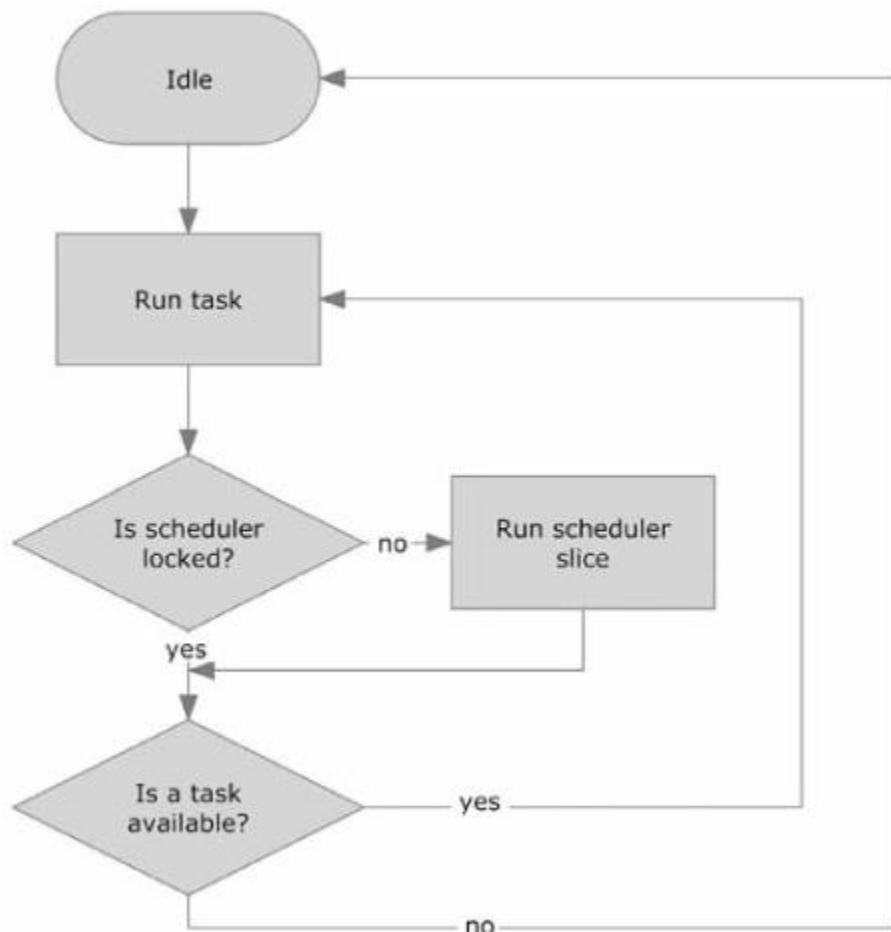 Idle
Run task
Is scheduler
locked?
no
Run scheduler
slice
yes
Is a task
available?
yes
no